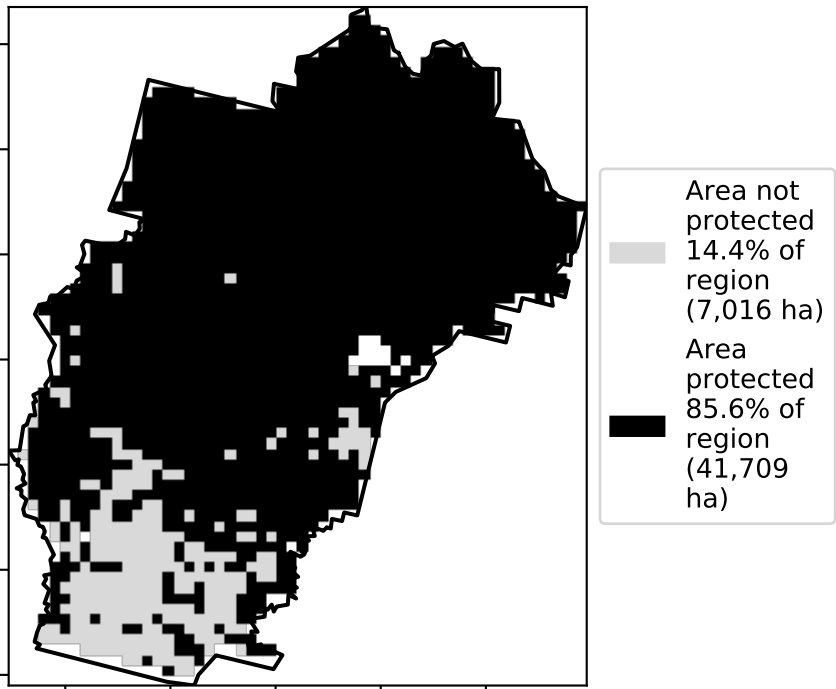 Area not
protected
14.4% of
region
(7,016 ha)
Area
protected
85.6% of
region
(41,709
ha)